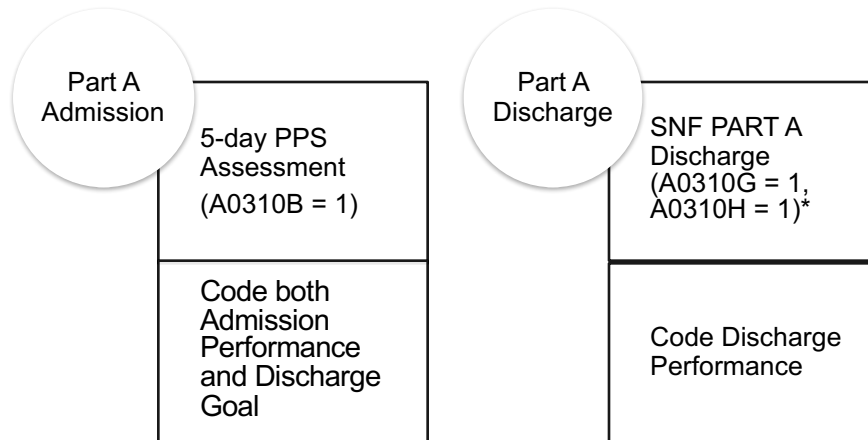 Part A
Admission
5-day PPS
Assessment
(A0310B = 1)
Code both
Admission
Performance
and Discharge
Goal
Part A
Discharge
SNF PART A
Discharge
(A0310G = 1,
A0310H = 1)*
Code Discharge
Performance